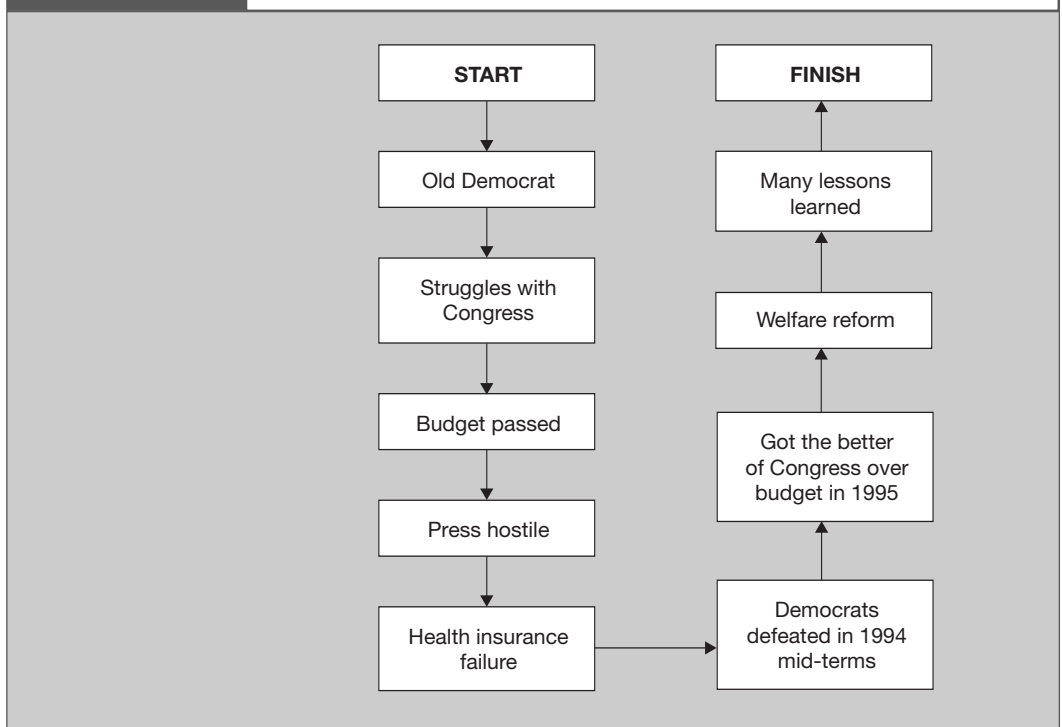 START
Old Democrat
Struggles with
Congress
Budget passed
Press hostile
Health insurance
failure
Democrats
defeated in 1994
mid-terms
Got the better
of Congress over
budget in 1995
Welfare reform
Many lessons
learned
FINISH